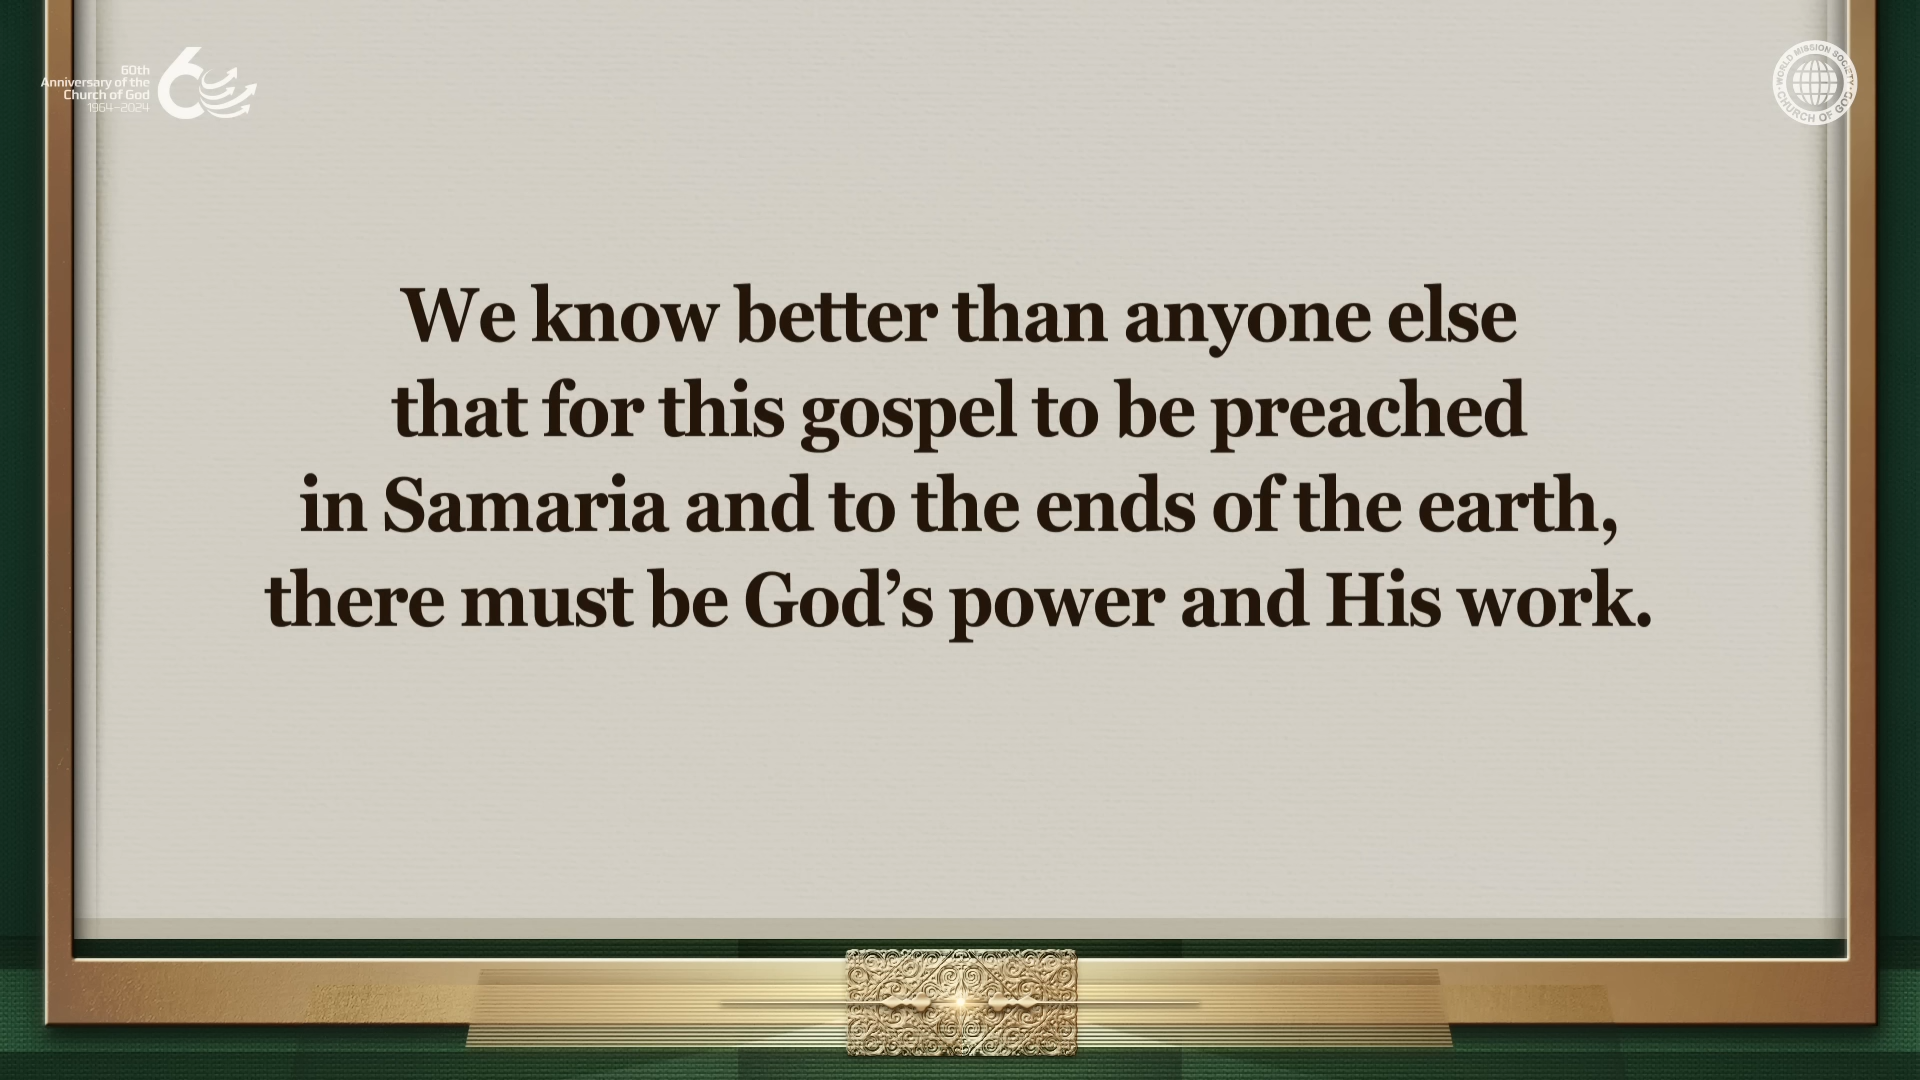 60th
Anniversary of the
Church of God
1964–2024
60
WORLD MISSION SOCIETY
CHURCH OF GOD
We know better than anyone else
that for this gospel to be preached
in Samaria and to the ends of the earth,
there must be God’s power and His work.